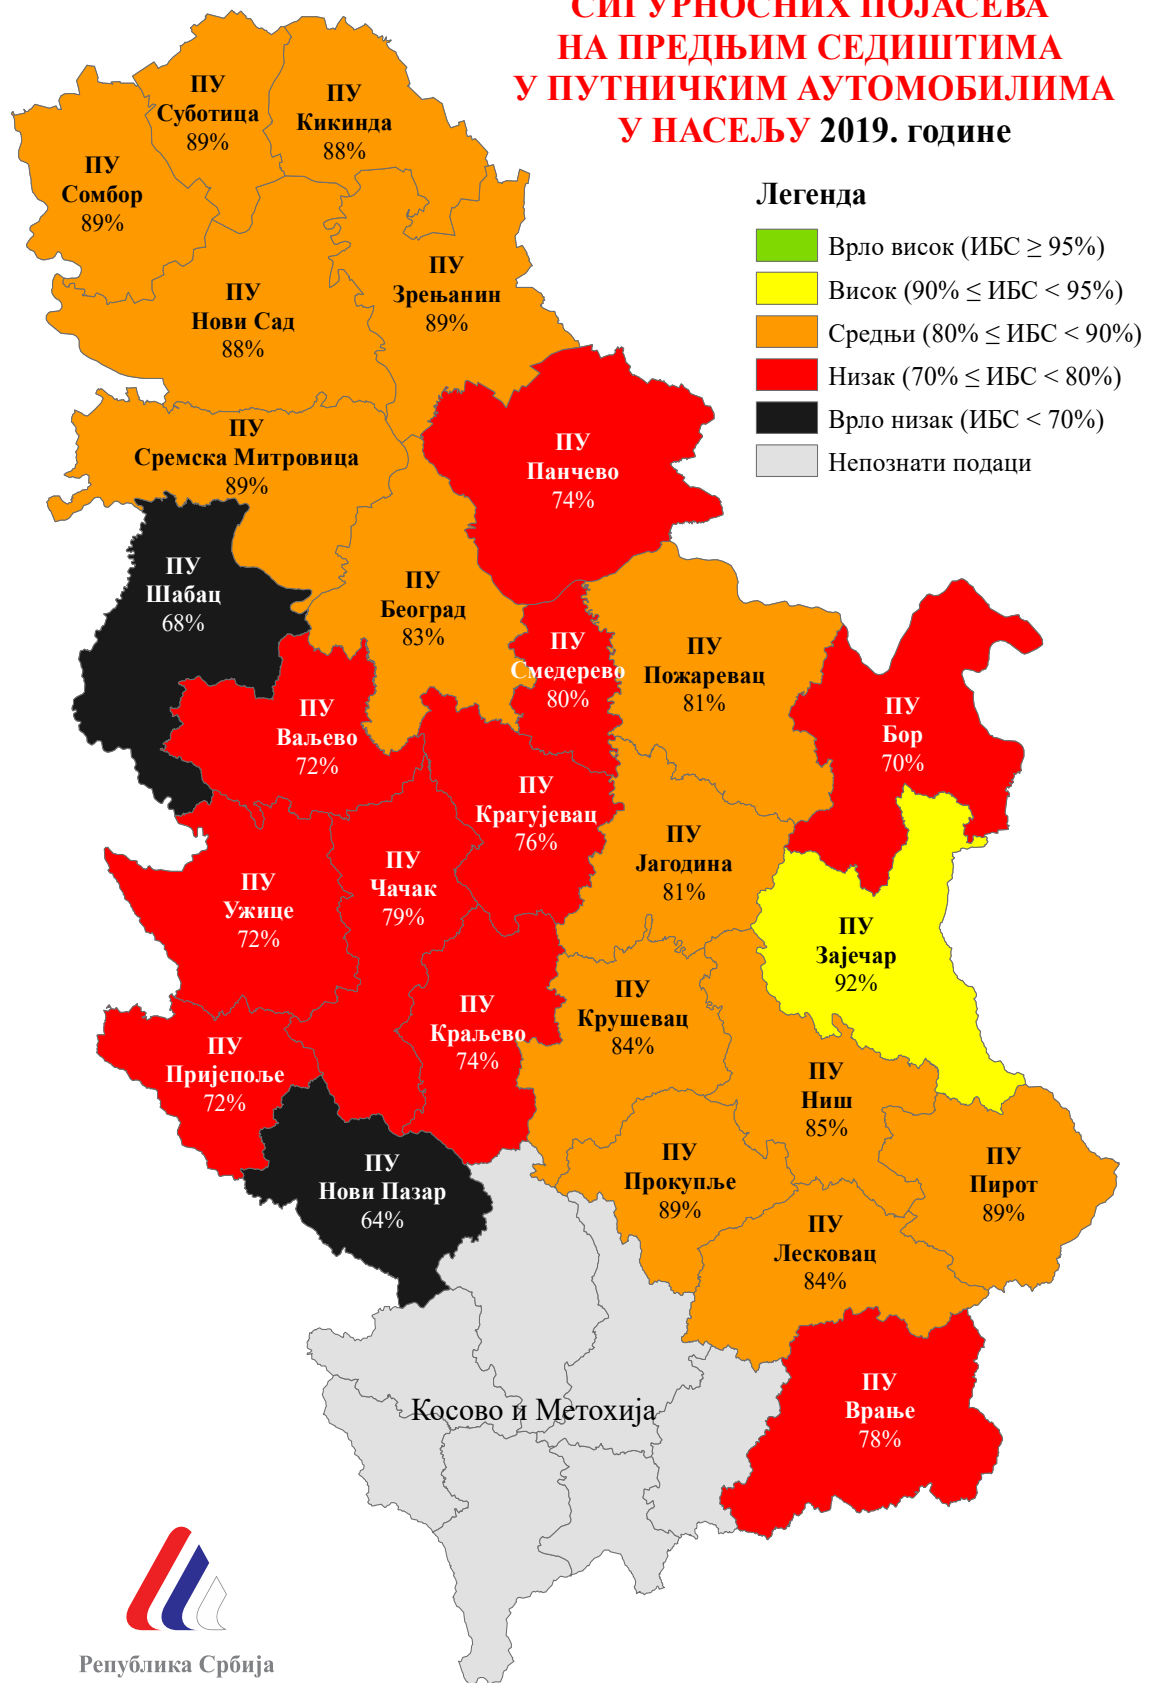 СИГУРНОСНИХ ПОЈАСЕВА
НА ПРЕДЊИМ СЕДИШТИМА
У ПУТНИЧКИМ АУТОМОБИЛИМА
У НАСЕЉУ 2019. године
Легенда
Врло висок (ИБС ≥ 95%)
Висок (90% ≤ ИБС < 95%)
Средњи (80% ≤ ИБС < 90%)
Низак (70% ≤ ИБС < 80%)
Врло низак (ИБС < 70%)
Непознати подаци
ПУ
Суботица
89%
ПУ
Кикинда
88%
ПУ
Сомбор
89%
ПУ
Зрењанин
89%
ПУ
Нови Сад
88%
ПУ
Сремска Митровица
89%
ПУ
Панчево
74%
ПУ
Шабац
68%
ПУ
Београд
83%
ПУ
Смедерево
80%
ПУ
Пожаревац
81%
ПУ
Бор
70%
ПУ
Ваљево
72%
ПУ
Крагујевац
76%
ПУ
Јагодина
81%
ПУ
Чачак
79%
ПУ
Ужице
72%
ПУ
Зајечар
92%
ПУ
Крушевац
84%
ПУ
Краљево
74%
ПУ
Пријепоље
72%
ПУ
Ниш
85%
ПУ
Прокупље
89%
ПУ
Пирот
89%
ПУ
Нови Пазар
64%
ПУ
Лесковац
84%
ПУ
Врање
78%
Косово и Метохија
Република Србија